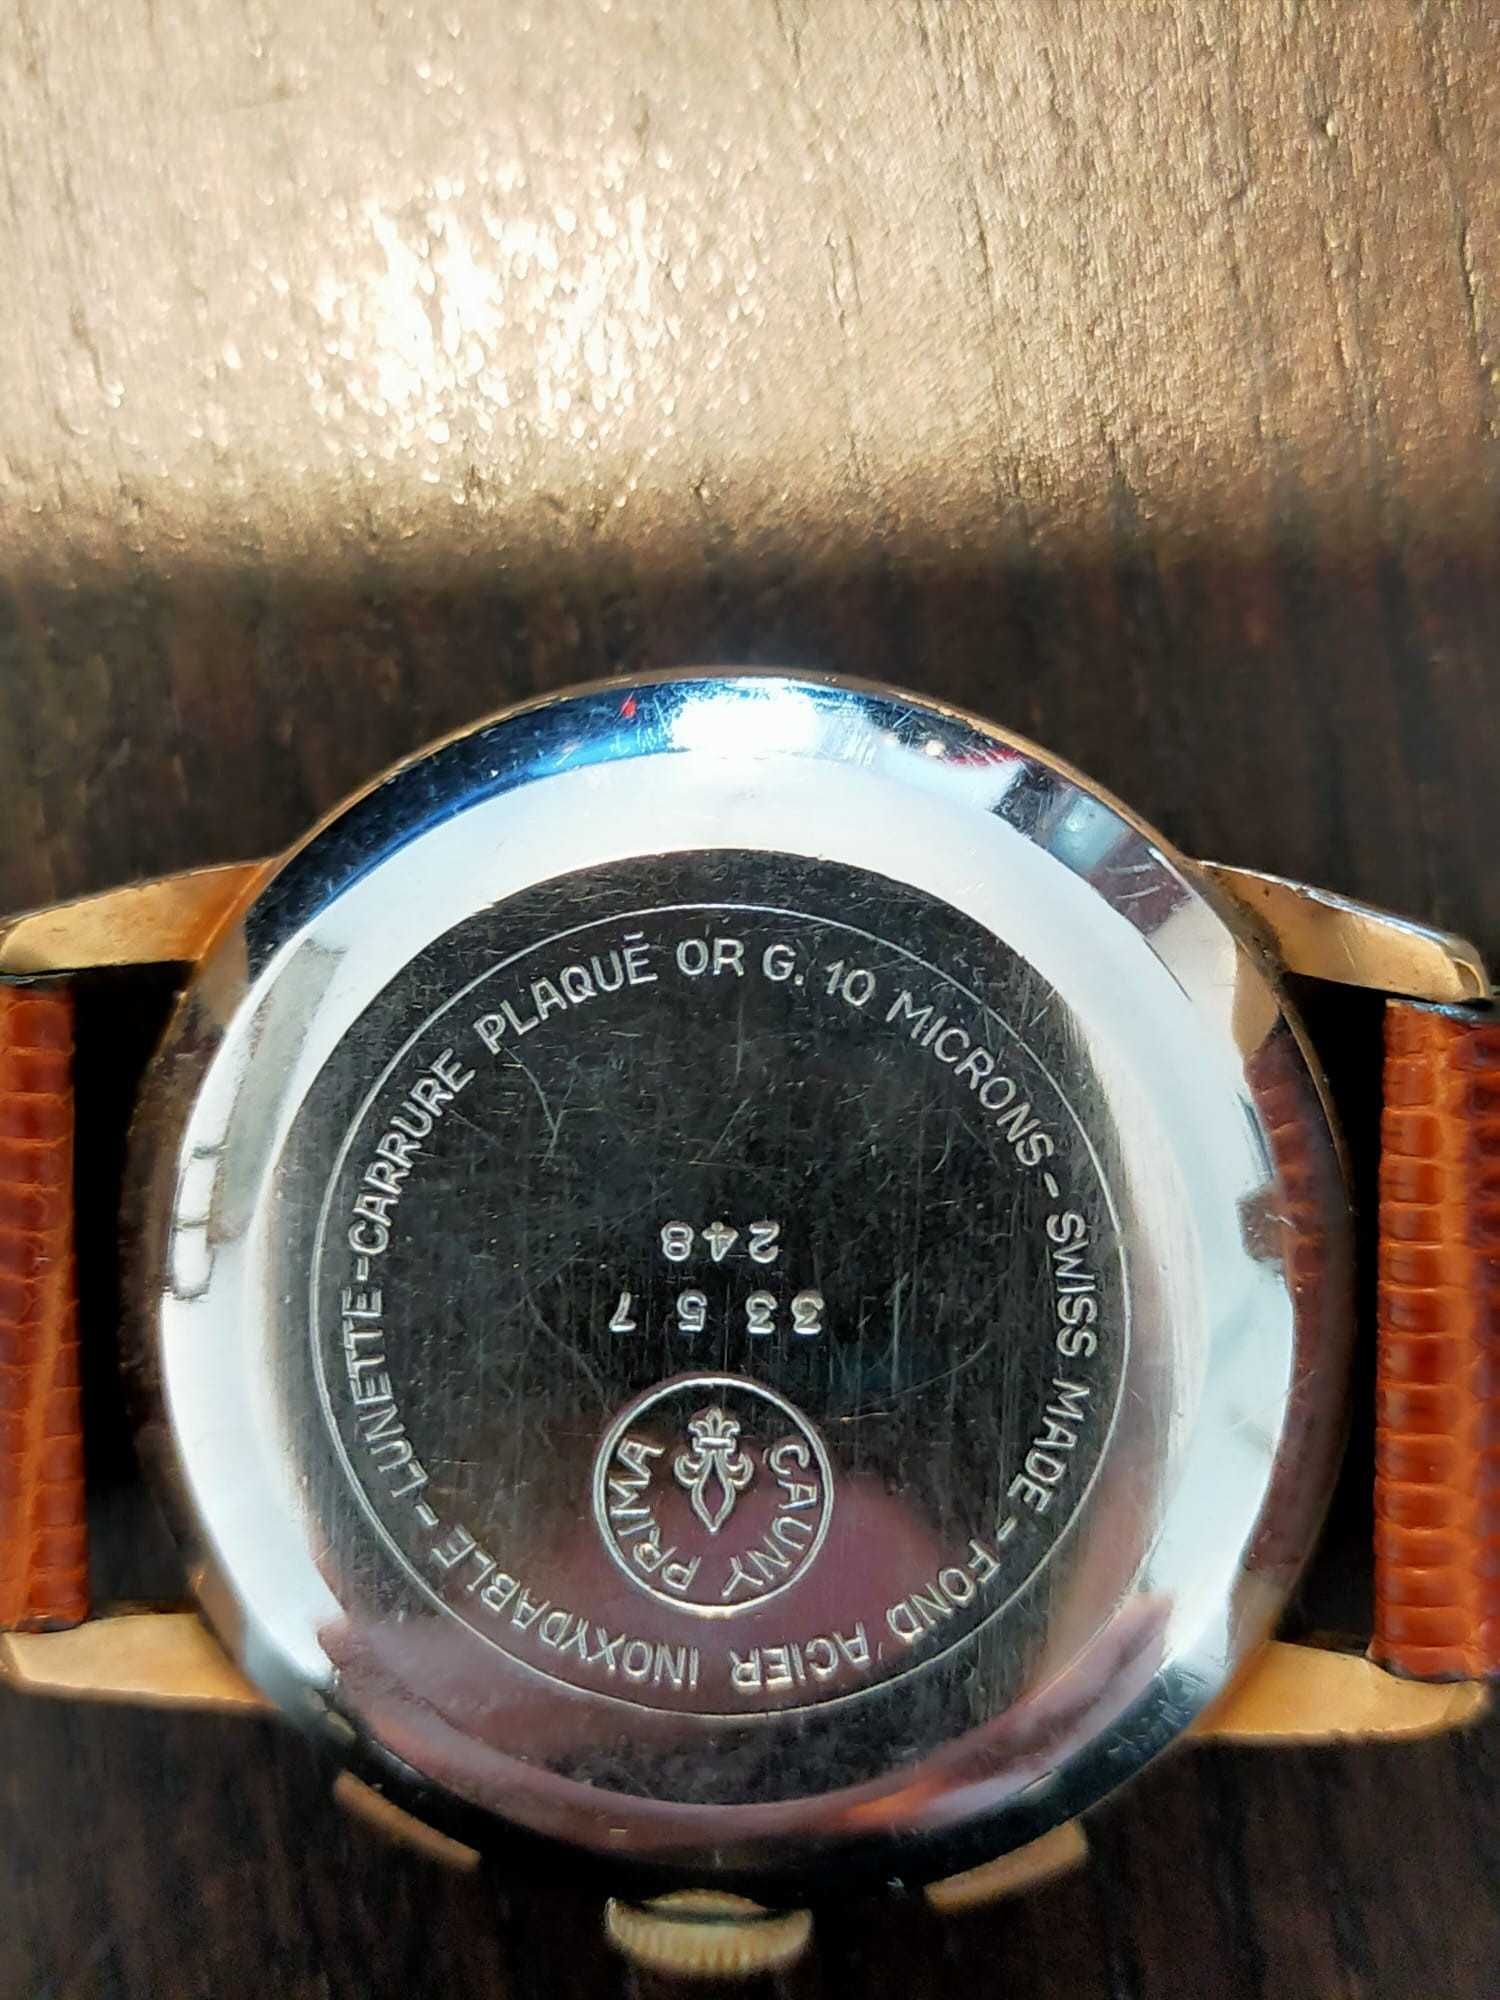 LUNETTE-CARRURE PLAQUÉ OR G. 10 MICRONS - SWISS MADE - FOND ACIER INOXYDABLE -
248
3357
CAUNY PRIMA